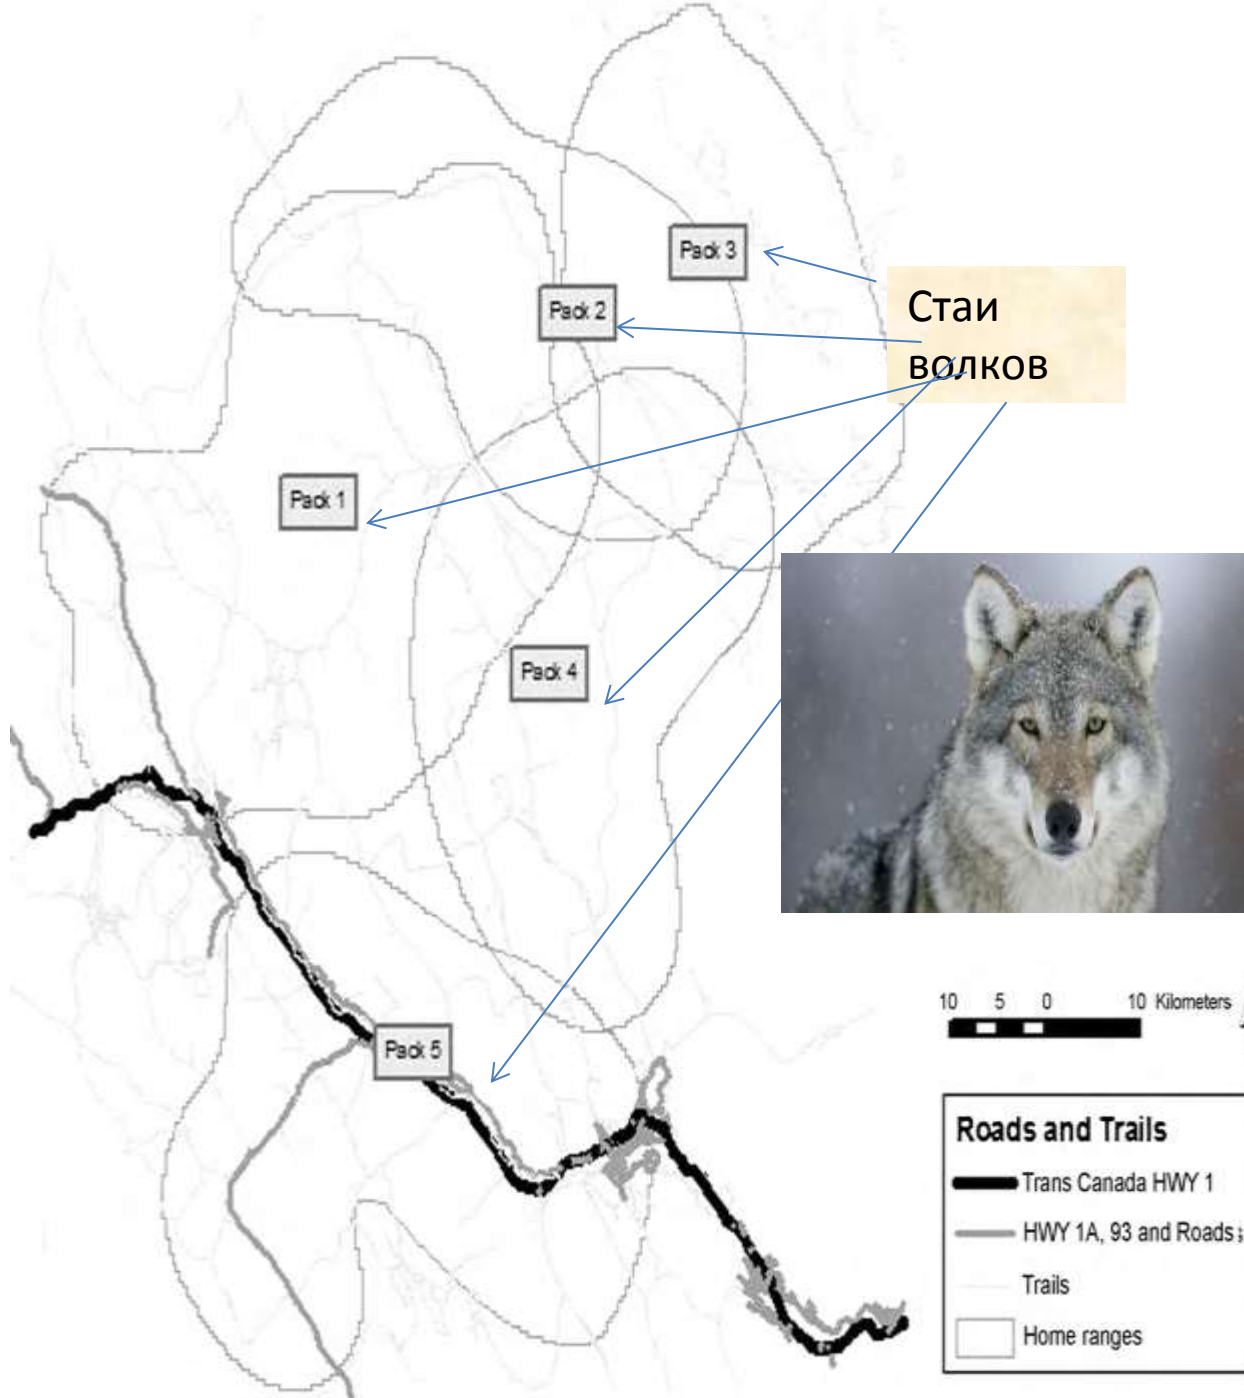 Pack 3
Pack 2
Стаи
волков
Pack 1
Pack 4
Pack 5
10 5 0 10 Kilometers
Roads and Trails
Trans Canada HWY 1
HWY 1A, 93 and Roads
Trails
Home ranges